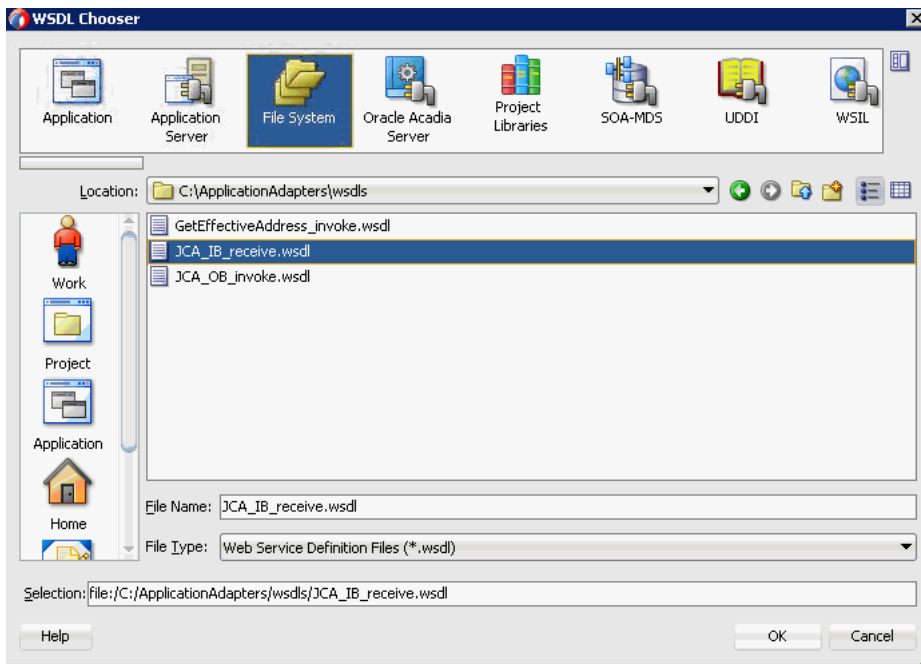 WSDL Chooser
Application
Application Server
File System
Oracle Acadia Server
Project Libraries
SOA-MDS
UDDI
WSIL
Location: C:\ApplicationAdapters\wsdls
Work
Project
Application
Home
GetEffectiveAddress_invoke.wsdl
JCA_IB_receive.wsdl
JCA_OB_invoke.wsdl
File Name: JCA_IB_receive.wsdl
File Type: Web Service Definition Files (*.wsdl)
Selection: file:/C:/ApplicationAdapters/wsdls/JCA_IB_receive.wsdl
Help
OK
Cancel